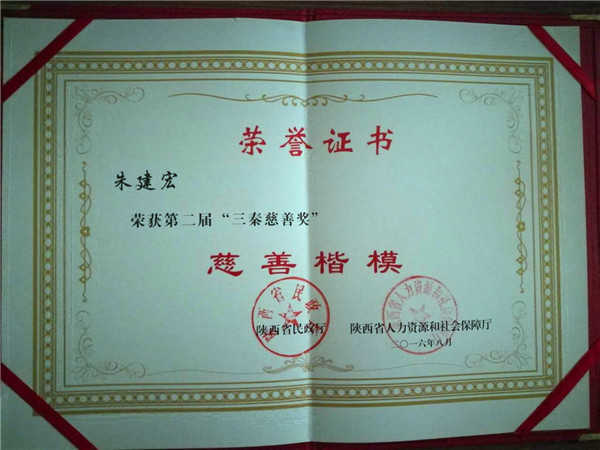 荣誉证书
朱建宏
荣获第二届“三秦慈善奖”
慈善楷模
陕西省民政厅 陕西省人力资源和社会保障厅
二〇一六年八月